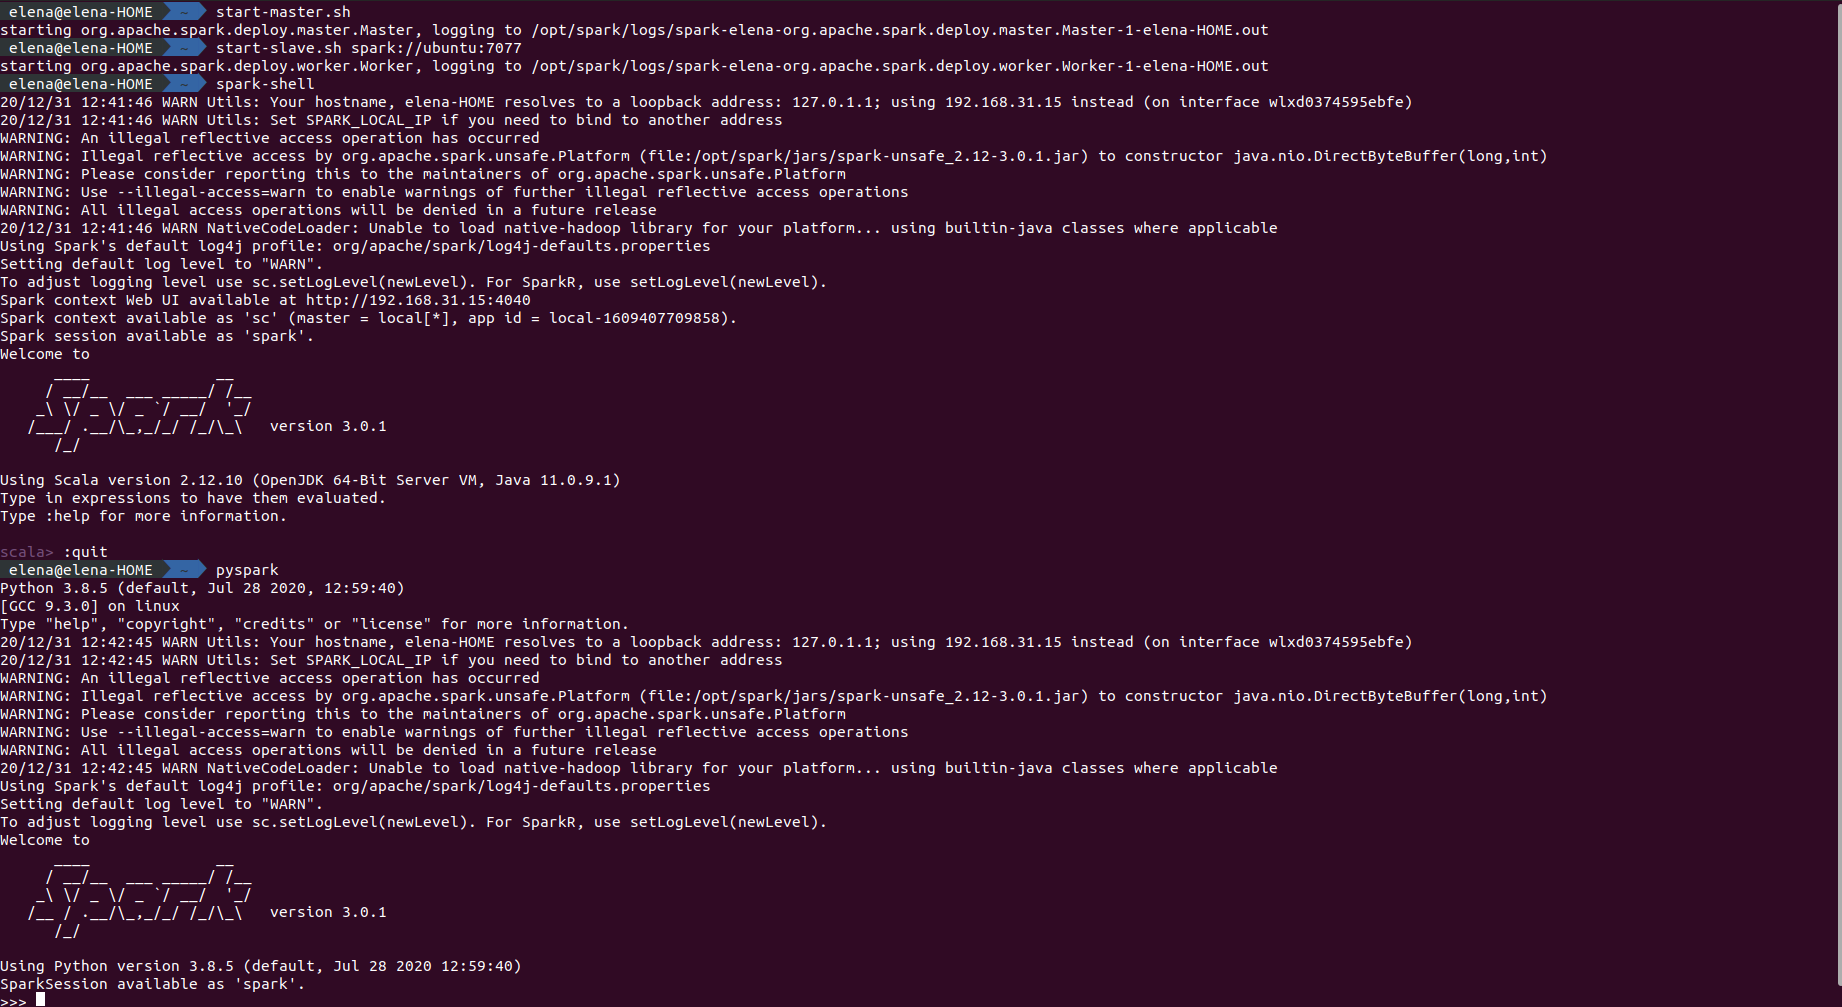 elena@elena-HOME ~ start-master.sh
starting org.apache.spark.deploy.master.Master, logging to /opt/spark/logs/spark-elena-org.apache.spark.deploy.master.Master-1-elena-HOME.out
elena@elena-HOME ~ start-slave.sh spark://ubuntu:7077
starting org.apache.spark.deploy.worker.Worker, logging to /opt/spark/logs/spark-elena-org.apache.spark.deploy.worker.Worker-1-elena-HOME.out
elena@elena-HOME ~ spark-shell
20/12/31 12:41:46 WARN Utils: Your hostname, elena-HOME resolves to a loopback address: 127.0.1.1; using 192.168.31.15 instead (on interface wlxd0374595ebfe)
20/12/31 12:41:46 WARN Utils: Set SPARK_LOCAL_IP if you need to bind to another address
WARNING: An illegal reflective access operation has occurred
WARNING: Illegal reflective access by org.apache.spark.unsafe.Platform (file:/opt/spark/jars/spark-unsafe_2.12-3.0.1.jar) to constructor java.nio.DirectByteBuffer(long,int)
WARNING: Please consider reporting this to the maintainers of org.apache.spark.unsafe.Platform
WARNING: Use --illegal-access=warn to enable warnings of further illegal reflective access operations
WARNING: All illegal access operations will be denied in a future release
20/12/31 12:41:46 WARN NativeCodeLoader: Unable to load native-hadoop library for your platform... using builtin-java classes where applicable
Using Spark's default log4j profile: org/apache/spark/log4j-defaults.properties
Setting default log level to "WARN".
To adjust logging level use sc.setLogLevel(newLevel). For SparkR, use setLogLevel(newLevel).
Spark context Web UI available at http://192.168.31.15:4040
Spark context available as 'sc' (master = local[*], app id = local-1609407709858).
Spark session available as 'spark'.
Welcome to
      ____              __
     / __/__  ___ _____/ /__
    _\ \/ _ \/ _ `/ __/  '_/
   /___/ .__/\_,_/_/ /_/\_\   version 3.0.1
      /_/
Using Scala version 2.12.10 (OpenJDK 64-Bit Server VM, Java 11.0.9.1)
Type in expressions to have them evaluated.
Type :help for more information.
scala> :quit
elena@elena-HOME ~ pyspark
Python 3.8.5 (default, Jul 28 2020, 12:59:40)
[GCC 9.3.0] on linux
Type "help", "copyright", "credits" or "license" for more information.
20/12/31 12:42:45 WARN Utils: Your hostname, elena-HOME resolves to a loopback address: 127.0.1.1; using 192.168.31.15 instead (on interface wlxd0374595ebfe)
20/12/31 12:42:45 WARN Utils: Set SPARK_LOCAL_IP if you need to bind to another address
WARNING: An illegal reflective access operation has occurred
WARNING: Illegal reflective access by org.apache.spark.unsafe.Platform (file:/opt/spark/jars/spark-unsafe_2.12-3.0.1.jar) to constructor java.nio.DirectByteBuffer(long,int)
WARNING: Please consider reporting this to the maintainers of org.apache.spark.unsafe.Platform
WARNING: Use --illegal-access=warn to enable warnings of further illegal reflective access operations
WARNING: All illegal access operations will be denied in a future release
20/12/31 12:42:45 WARN NativeCodeLoader: Unable to load native-hadoop library for your platform... using builtin-java classes where applicable
Using Spark's default log4j profile: org/apache/spark/log4j-defaults.properties
Setting default log level to "WARN".
To adjust logging level use sc.setLogLevel(newLevel). For SparkR, use setLogLevel(newLevel).
Welcome to
      ____              __
     / __/__  ___ _____/ /__
    _\ \/ _ \/ _ `/ __/  '_/
   /__ / .__/\_,_/_/ /_/\_\   version 3.0.1
      /_/
Using Python version 3.8.5 (default, Jul 28 2020 12:59:40)
SparkSession available as 'spark'.
>>>